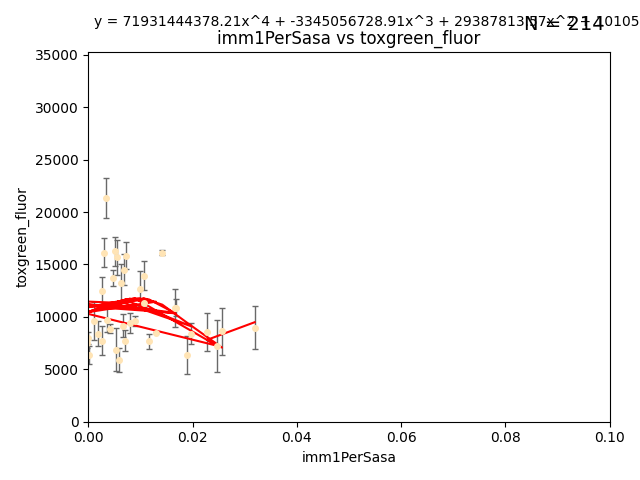 y = 71931444378.21x^4 + -3345056728.91x^3 + 29387813
N = 214
imm1PerSasa vs toxgreen_fluor
35000
30000
25000
20000
15000
10000
5000
0
toxgreen_fluor
0.00 0.02 0.04 0.06 0.08 0.10
imm1PerSasa